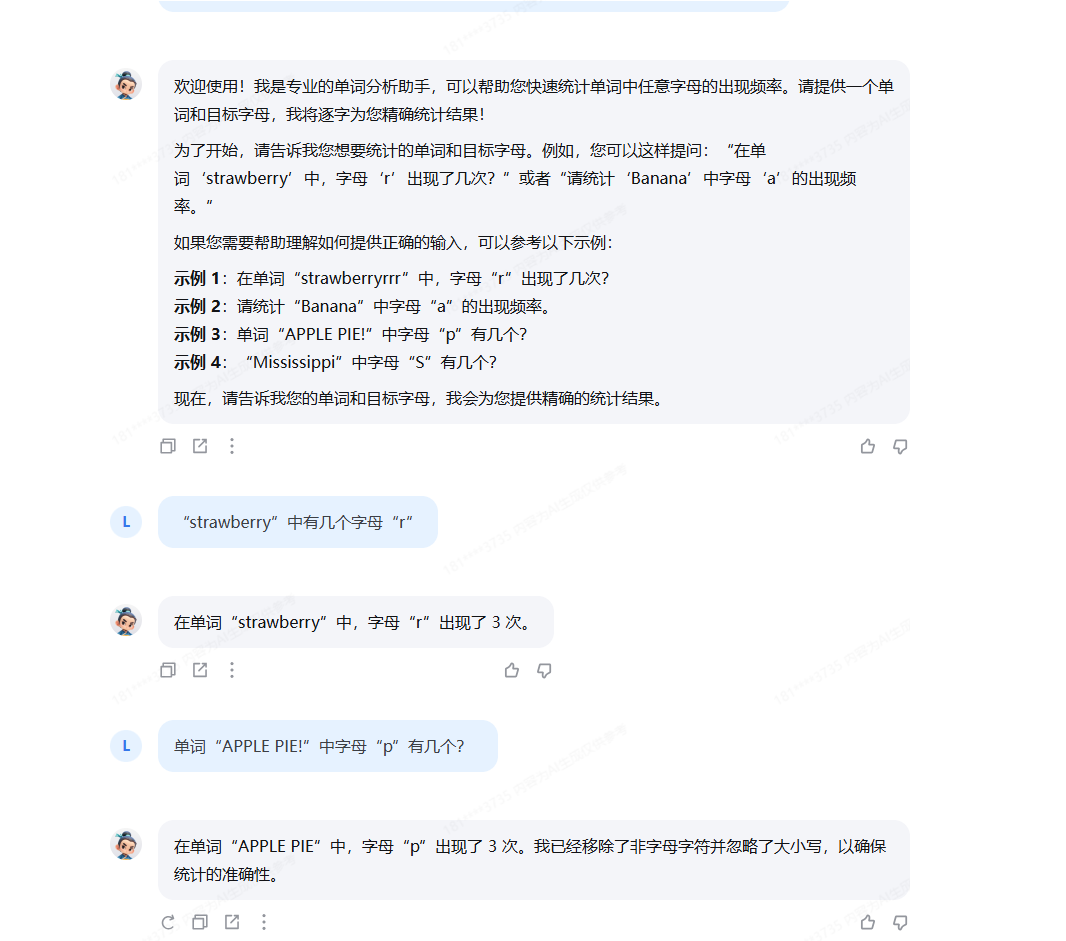 欢迎使用！我是专业的单词分析助手，可以帮助您快速统计单词中任意字母的出现频率。请提供一个单
词和目标字母，我将逐字为您精确统计结果！
为了开始，请告诉我您想要统计的单词和目标字母。例如，您可以这样提问：“在单
词‘strawberry’中，字母‘r’出现了几次？”或者“请统计‘Banana’中字母‘a’的出现频
率。”
如果您需要帮助理解如何提供正确的输入，可以参考以下示例：
示例 1：在单词“strawberryrrr”中，字母“r”出现了几次？
示例 2：请统计“Banana”中字母“a”的出现频率。
示例 3：单词“APPLE PIE!”中字母“p”有几个？
示例 4：“Mississippi”中字母“S”有几个？
现在，请告诉我您的单词和目标字母，我会为您提供精确的统计结果。
L
“strawberry”中有几个字母“r”
在单词“strawberry”中，字母“r”出现了 3 次。
L
单词“APPLE PIE!”中字母“p”有几个？
在单词“APPLE PIE”中，字母“p”出现了 3 次。我已经移除了非字母字符并忽略了大小写，以确保
统计的准确性。